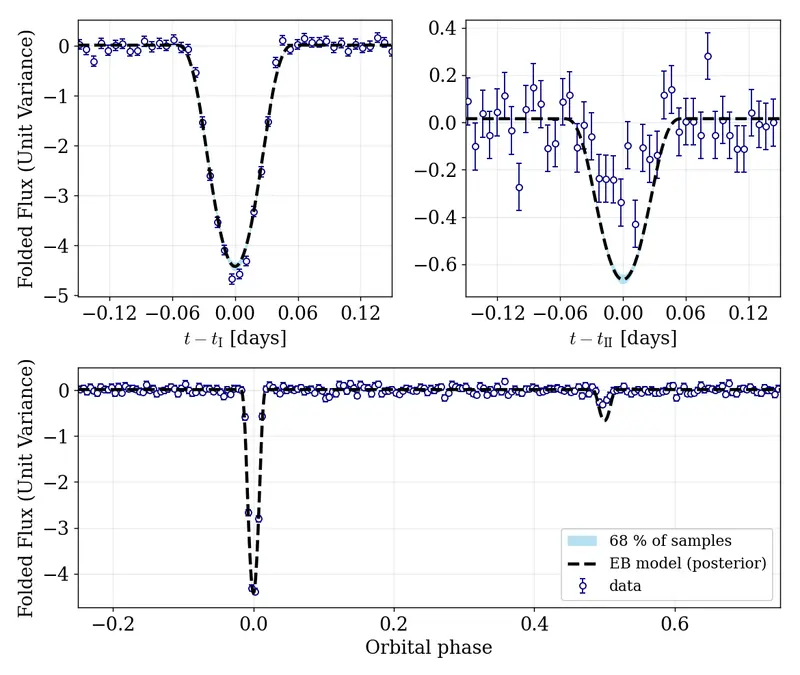 Folded Flux (Unit Variance)
0
−1
−2
−3
−4
−5
−0.12 −0.06 0.00 0.06 0.12
t − t_I [days]
0.4
0.2
0.0
−0.2
−0.4
−0.6
−0.12 −0.06 0.00 0.06 0.12
t − t_II [days]
Folded Flux (Unit Variance)
0
−1
−2
−3
−4
−0.2 0.0 0.2 0.4 0.6
Orbital phase
68 % of samples
EB model (posterior)
data